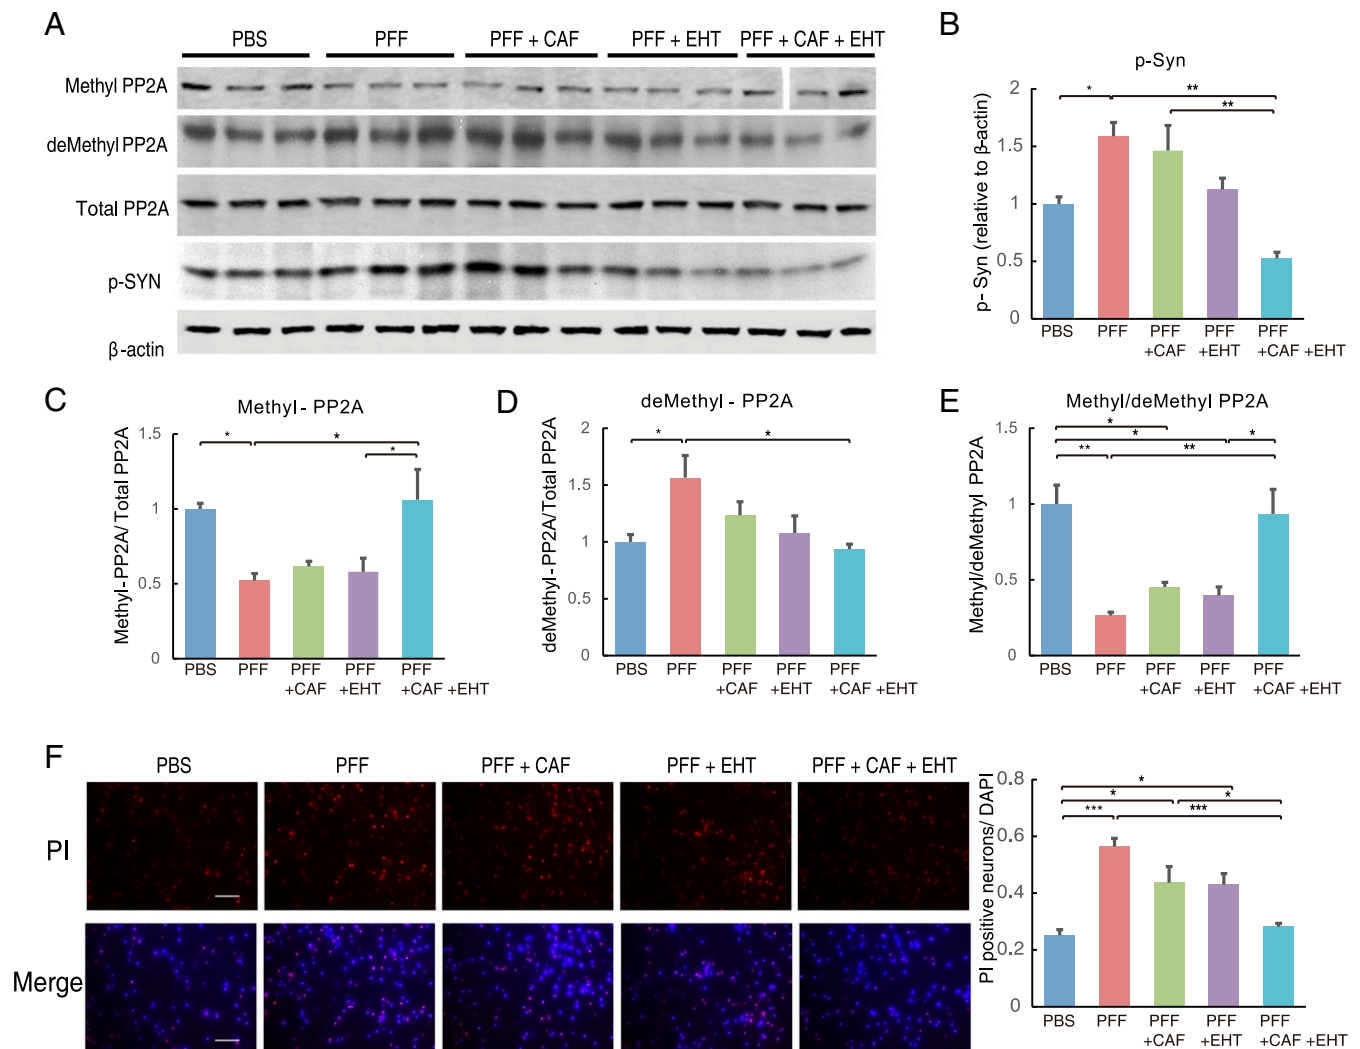 A
PBS PFF PFF + CAF PFF + EHT PFF + CAF + EHT
Methyl PP2A
deMethyl PP2A
Total PP2A
p-SYN
β-actin
B
p-Syn
p- Syn (relative to β-actin)
2
1.5
1
0.5
0
* ** **
PBS PFF PFF PFF PFF
+CAF +EHT +CAF +EHT
C
Methyl - PP2A
Methyl-PP2A/ Total PP2A
1.5
1
0.5
0
* * *
PBS PFF PFF PFF PFF
+CAF +EHT +CAF +EHT
D
deMethyl - PP2A
deMethyl-PP2A/Total PP2A
2
1.5
1
0.5
0
* *
PBS PFF PFF PFF PFF
+CAF +EHT +CAF +EHT
E
Methyl/deMethyl PP2A
Methyl/deMethyl PP2A
1.5
1
0.5
0
*
* *
** **
PBS PFF PFF PFF PFF
+CAF +EHT +CAF +EHT
F
PBS PFF PFF + CAF PFF + EHT PFF + CAF + EHT
PI
Merge
PI positive neurons/ DAPI
0.8
0.6
0.4
0.2
0
*
* *
*** ***
PBS PFF PFF PFF PFF
+CAF +EHT +CAF +EHT